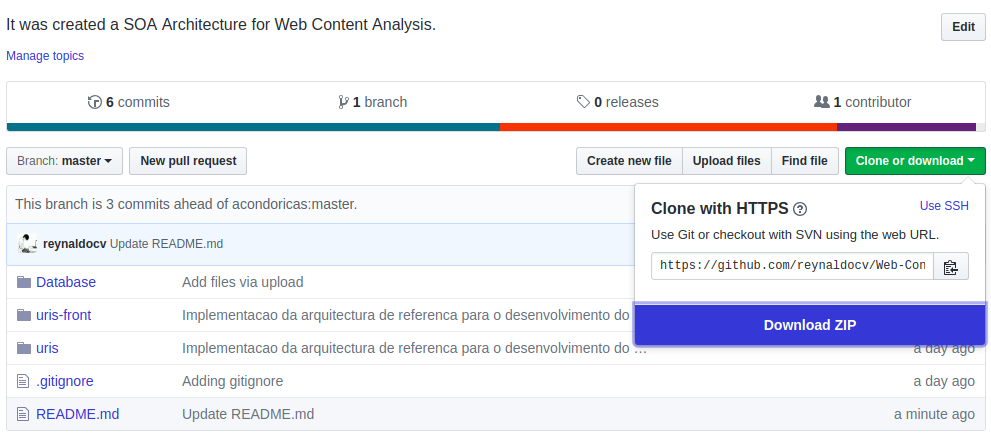 It was created a SOA Architecture for Web Content Analysis.
Edit
Manage topics
6 commits
1 branch
0 releases
1 contributor
Branch: master
New pull request
Create new file
Upload files
Find file
Clone or download
This branch is 3 commits ahead of acondoricas:master.
Clone with HTTPS
Use SSH
Use Git or checkout with SVN using the web URL.
https://github.com/reynaldocv/Web-Con
Download ZIP
reynaldocv Update README.md
Database Add files via upload
uris-front Implementacao da arquitectura de referenca para o desenvolvimento do
uris Implementacao da arquitectura de referenca para o desenvolvimento do … a day ago
.gitignore Adding gitignore a day ago
README.md Update README.md a minute ago